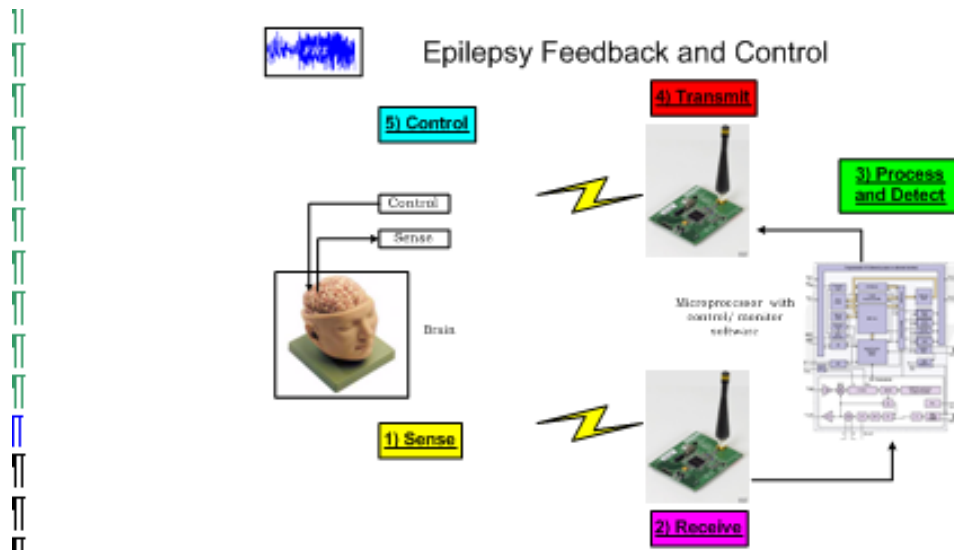 Epilepsy Feedback and Control
4) Transmit
5) Control
3) Process
and Detect
Control
Sense
Microprocessor with
control/ monitor
software
Brain
1) Sense
2) Receive